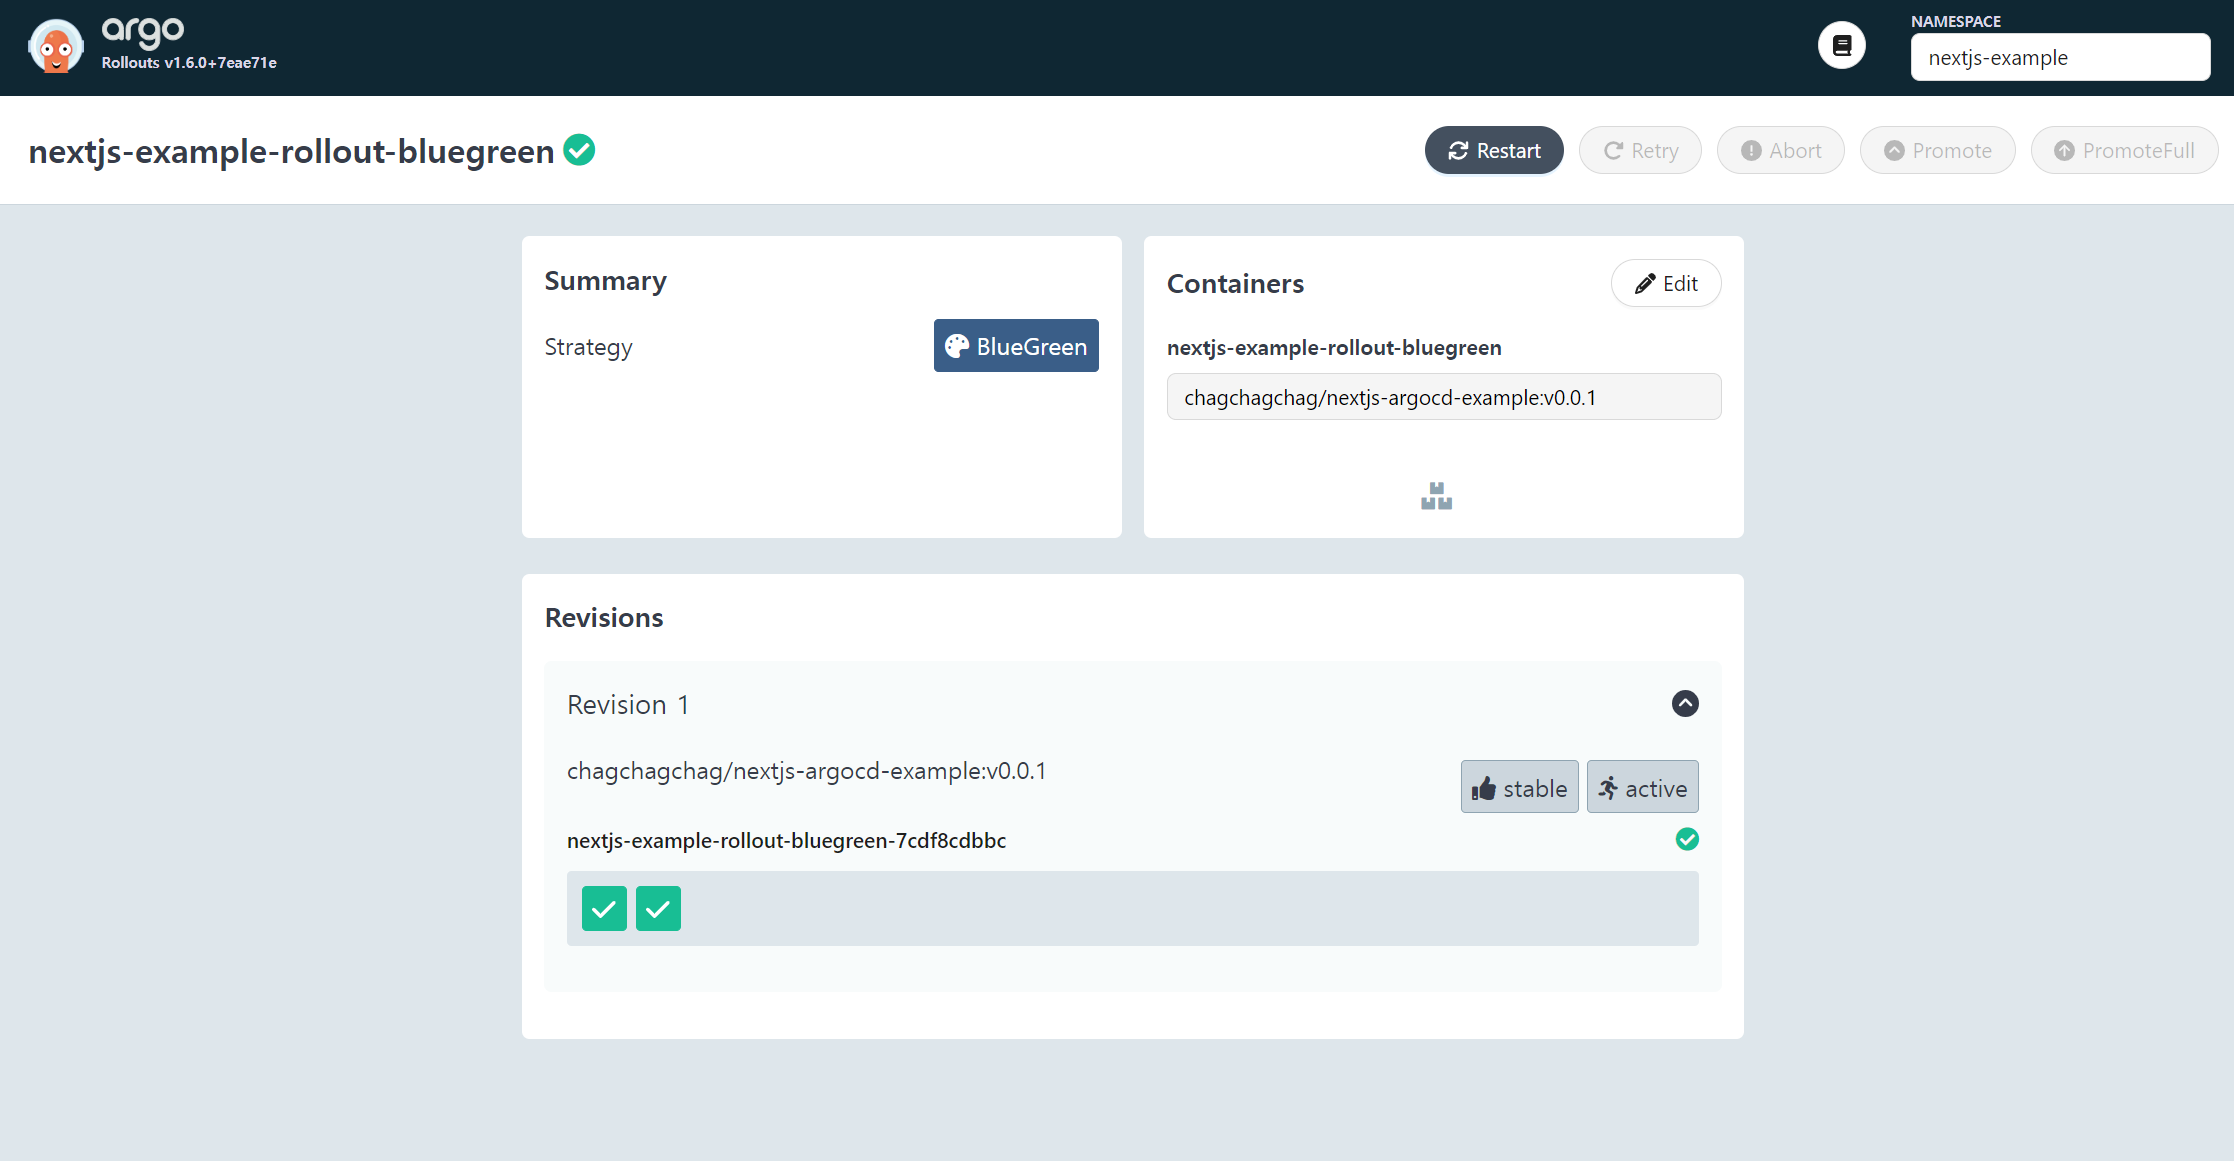 argo
Rollouts v1.6.0+7eae71e
NAMESPACE
nextjs-example
nextjs-example-rollout-bluegreen
Restart
Retry
Abort
Promote
PromoteFull
Summary
Strategy
BlueGreen
Containers
Edit
nextjs-example-rollout-bluegreen
chagchagchag/nextjs-argocd-example:v0.0.1
Revisions
Revision 1
chagchagchag/nextjs-argocd-example:v0.0.1
stable
active
nextjs-example-rollout-bluegreen-7cdf8cdbbc